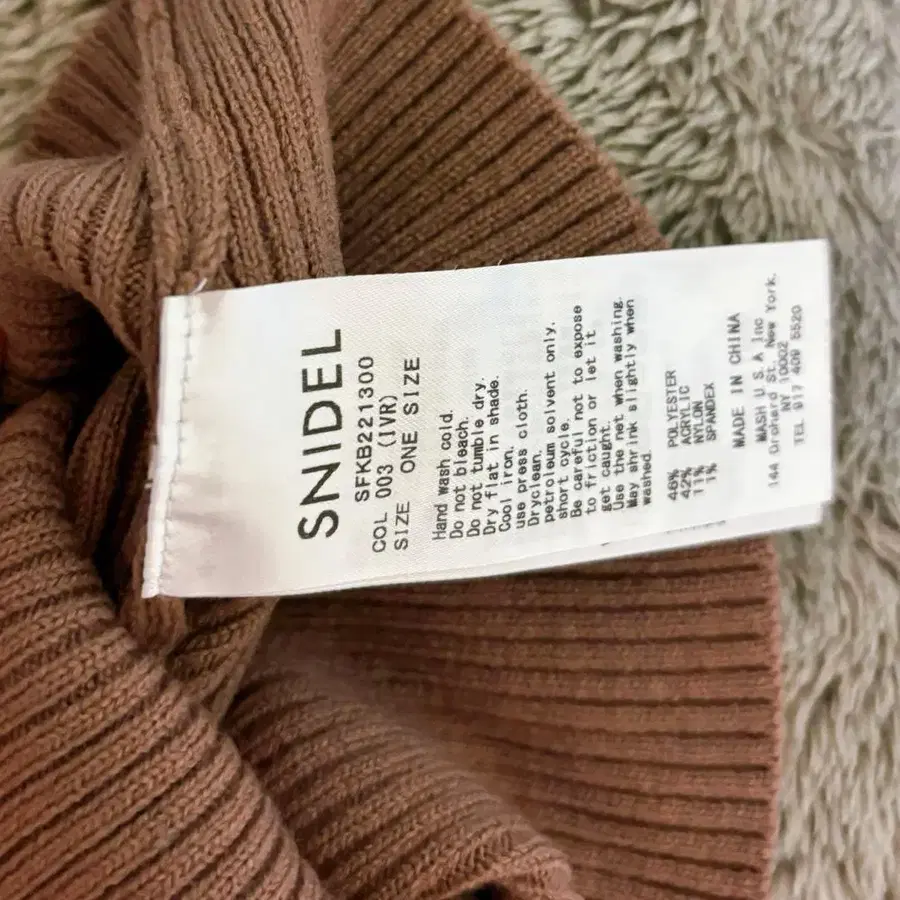 SNIDEL
SFKB221300
COL 003 (IVR)
SIZE ONE SIZE
Hand wash cold.
Do not bleach.
Do not tumble dry.
Dry flat in shade.
Cool iron.
use press cloth.
Dryclean.
petroleum solvent only.
short cycle.
Be careful not to expose
to friction or let it
get caught.
Use the net when washing.
May shrink slightly when
washed.
46% POLYESTER
42% ACRYLIC
11% NYLON
1% SPANDEX
MADE IN CHINA
MASH U.S.A Inc
144 Orchard St. New York.
NY 10002
TEL 917 409 5520